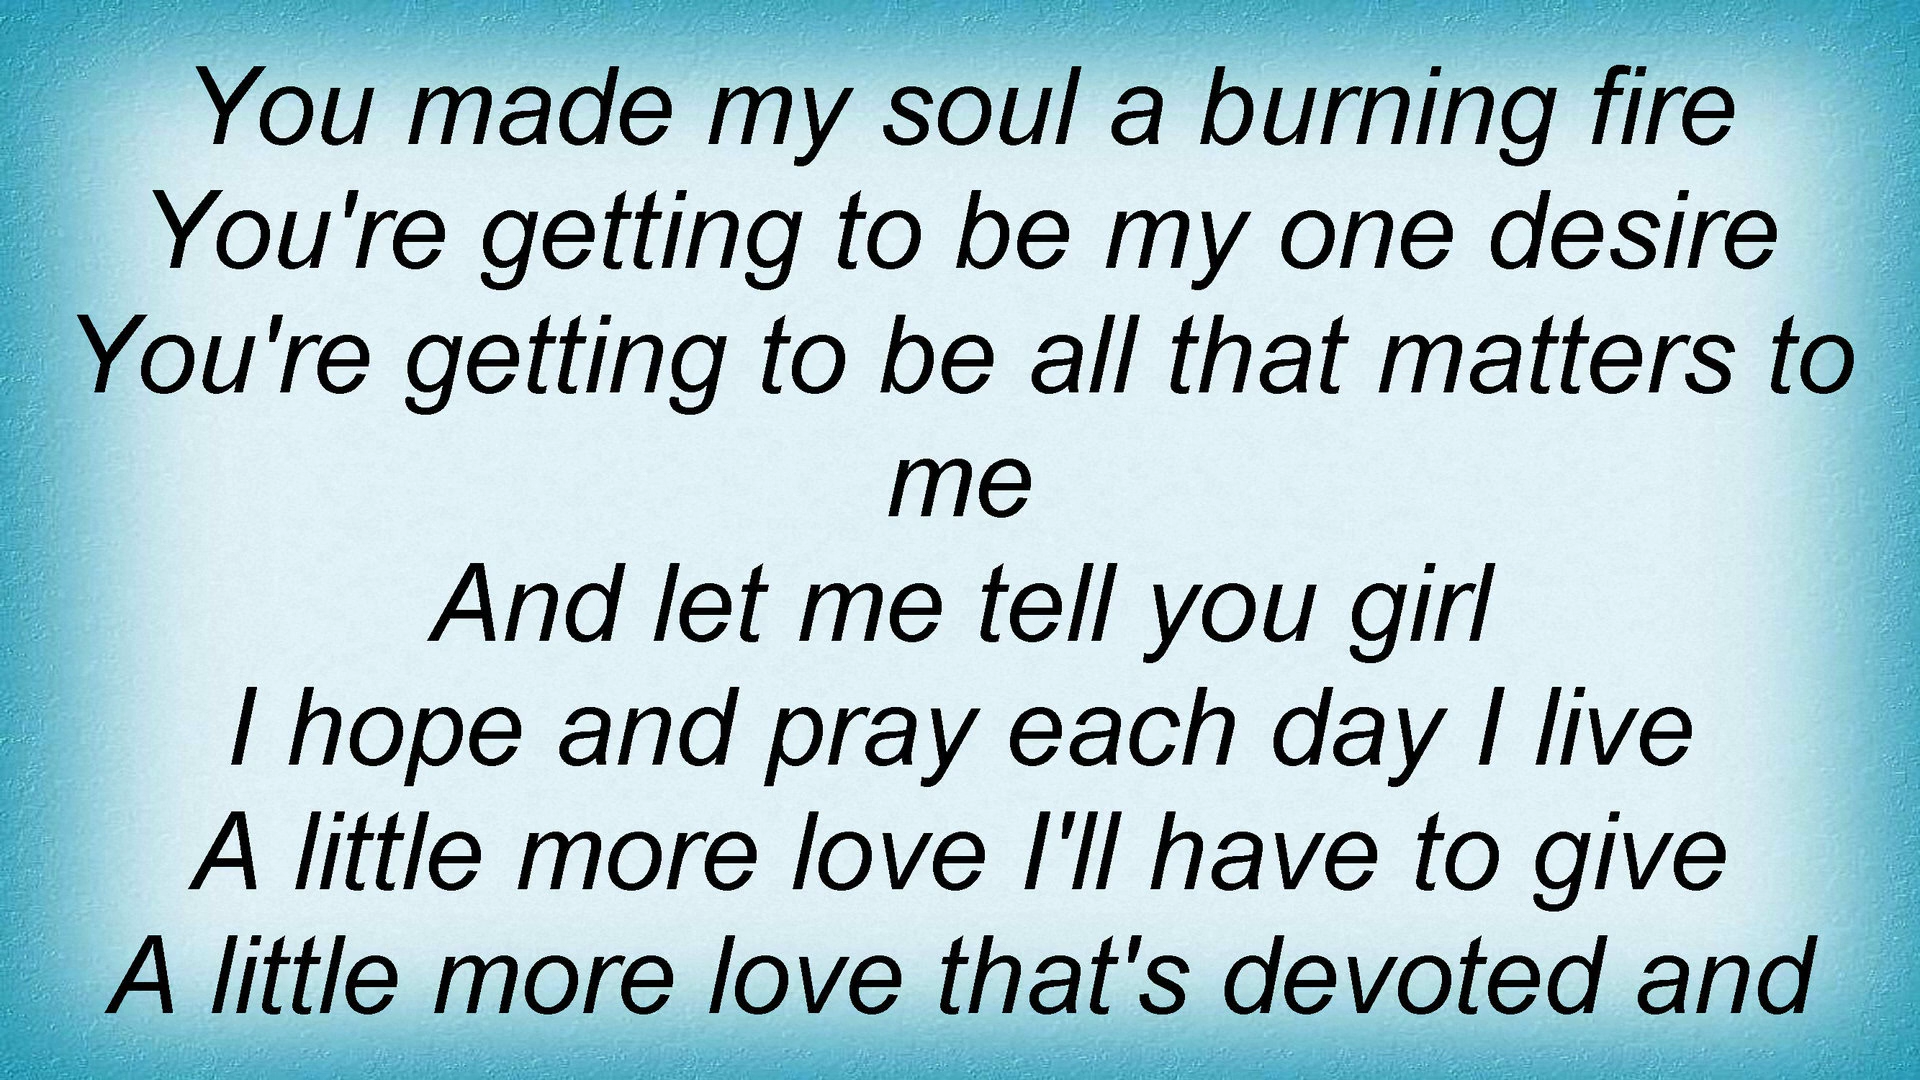 You made my soul a burning fire
You're getting to be my one desire
You're getting to be all that matters to
me
And let me tell you girl
I hope and pray each day I live
A little more love I'll have to give
A little more love that's devoted and